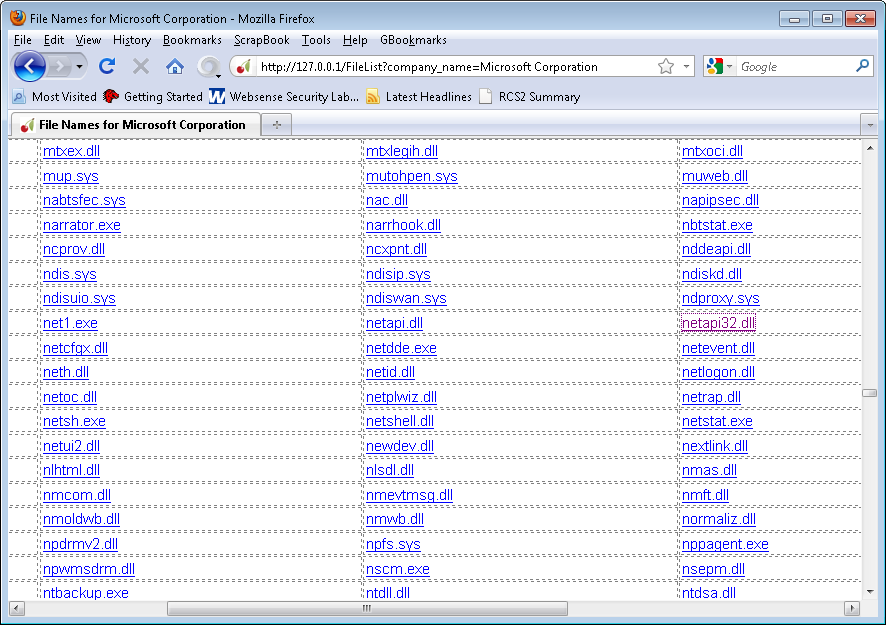 File Names for Microsoft Corporation - Mozilla Firefox
File Edit View History Bookmarks ScrapBook Tools Help GBookmarks
http://127.0.0.1/FileList?company_name=Microsoft Corporation Google
Most Visited Getting Started Websense Security Lab... Latest Headlines RCS2 Summary
File Names for Microsoft Corporation
mtxex.dll mtxlegih.dll mtxoci.dll
mup.sys mutohpen.sys muweb.dll
nabtsfec.sys nac.dll napipsec.dll
narrator.exe narrhook.dll nbtstat.exe
ncprov.dll ncxpnt.dll nddeapi.dll
ndis.sys ndisip.sys ndiskd.dll
ndisuio.sys ndiswan.sys ndproxy.sys
net1.exe netapi.dll netapi32.dll
netcfgx.dll netdde.exe netevent.dll
neth.dll netid.dll netlogon.dll
netoc.dll netplwiz.dll netrap.dll
netsh.exe netshell.dll netstat.exe
netui2.dll newdev.dll nextlink.dll
nlhtml.dll nlsdl.dll nmas.dll
nmcom.dll nmevtmsg.dll nmft.dll
nmoldwb.dll nmwb.dll normaliz.dll
npdrmv2.dll npfs.sys nppagent.exe
npwmsdrm.dll nscm.exe nsepm.dll
ntbackup.exe ntdll.dll ntdsa.dll